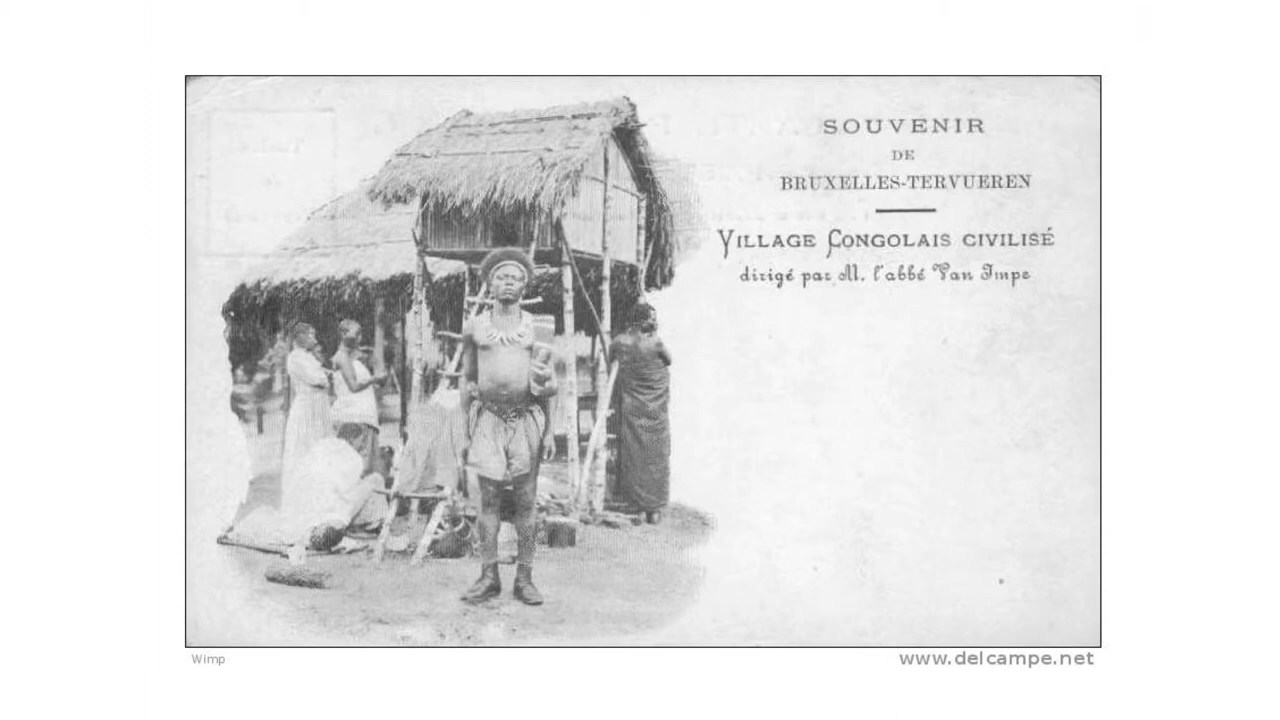 SOUVENIR
DE
BRUXELLES-TERVUEREN
VILLAGE CONGOLAIS CIVILISÉ
dirigé par M. l'abbé Van Impe
Wimp
www.delcampe.net